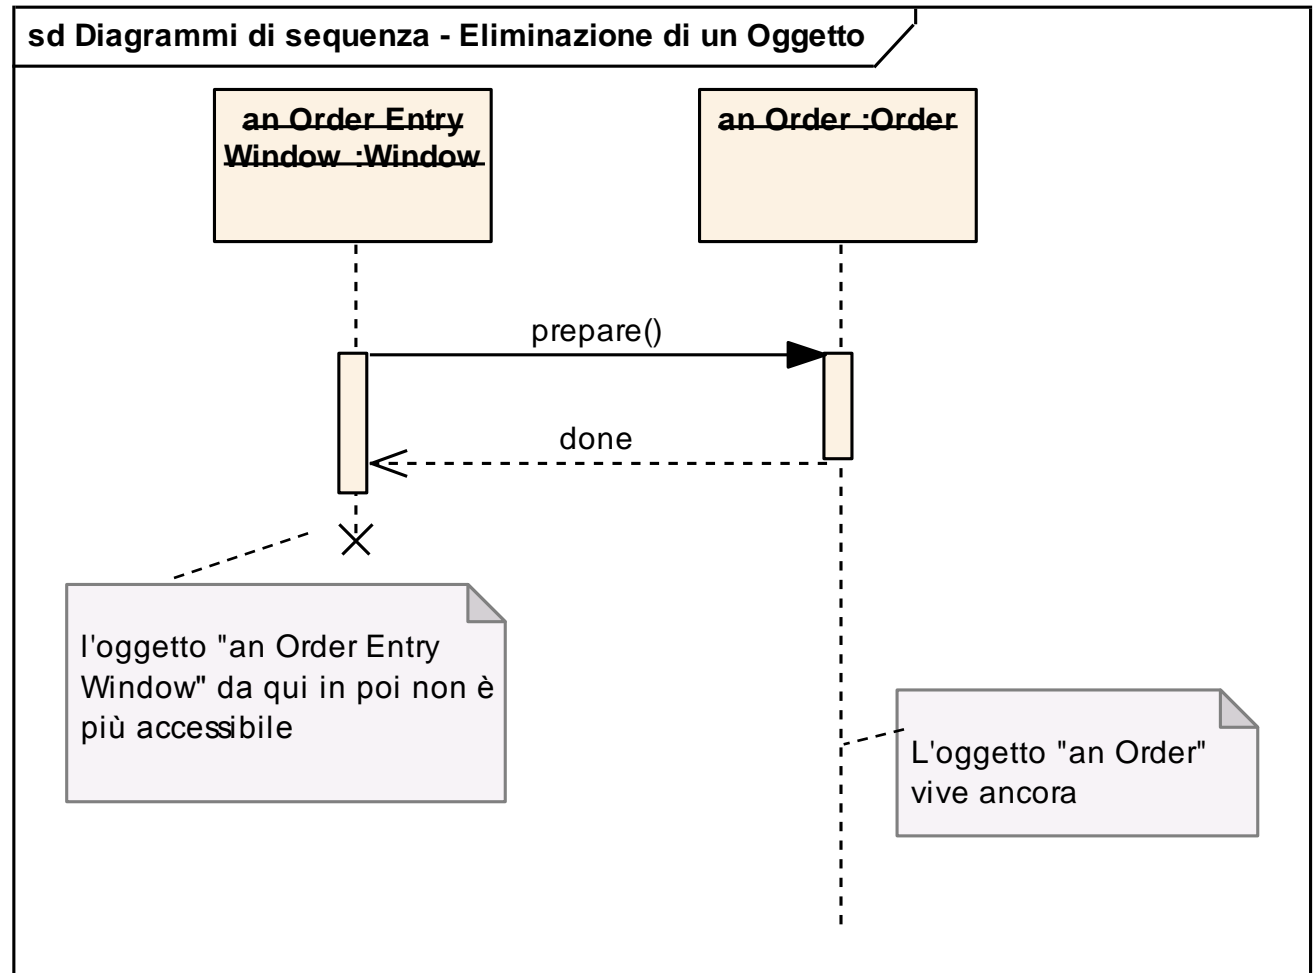 sd Diagrammi di sequenza - Eliminazione di un Oggetto
an Order Entry
Window :Window
an Order :Order
prepare()
done
l'oggetto "an Order Entry
Window" da qui in poi non è
più accessibile
L'oggetto "an Order"
vive ancora